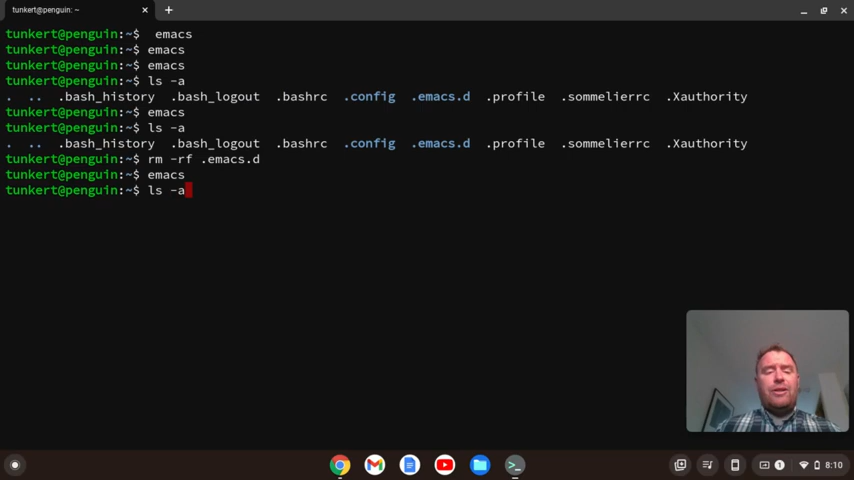 tunkert@penguin: ~
tunkert@penguin:~$  emacs
tunkert@penguin:~$ emacs
tunkert@penguin:~$ emacs
tunkert@penguin:~$ ls -a
.  ..  .bash_history  .bash_logout  .bashrc  .config  .emacs.d  .profile  .sommelierrc  .Xauthority
tunkert@penguin:~$ emacs
tunkert@penguin:~$ ls -a
.  ..  .bash_history  .bash_logout  .bashrc  .config  .emacs.d  .profile  .sommelierrc  .Xauthority
tunkert@penguin:~$ rm -rf .emacs.d
tunkert@penguin:~$ emacs
tunkert@penguin:~$ ls -a
1 8:10